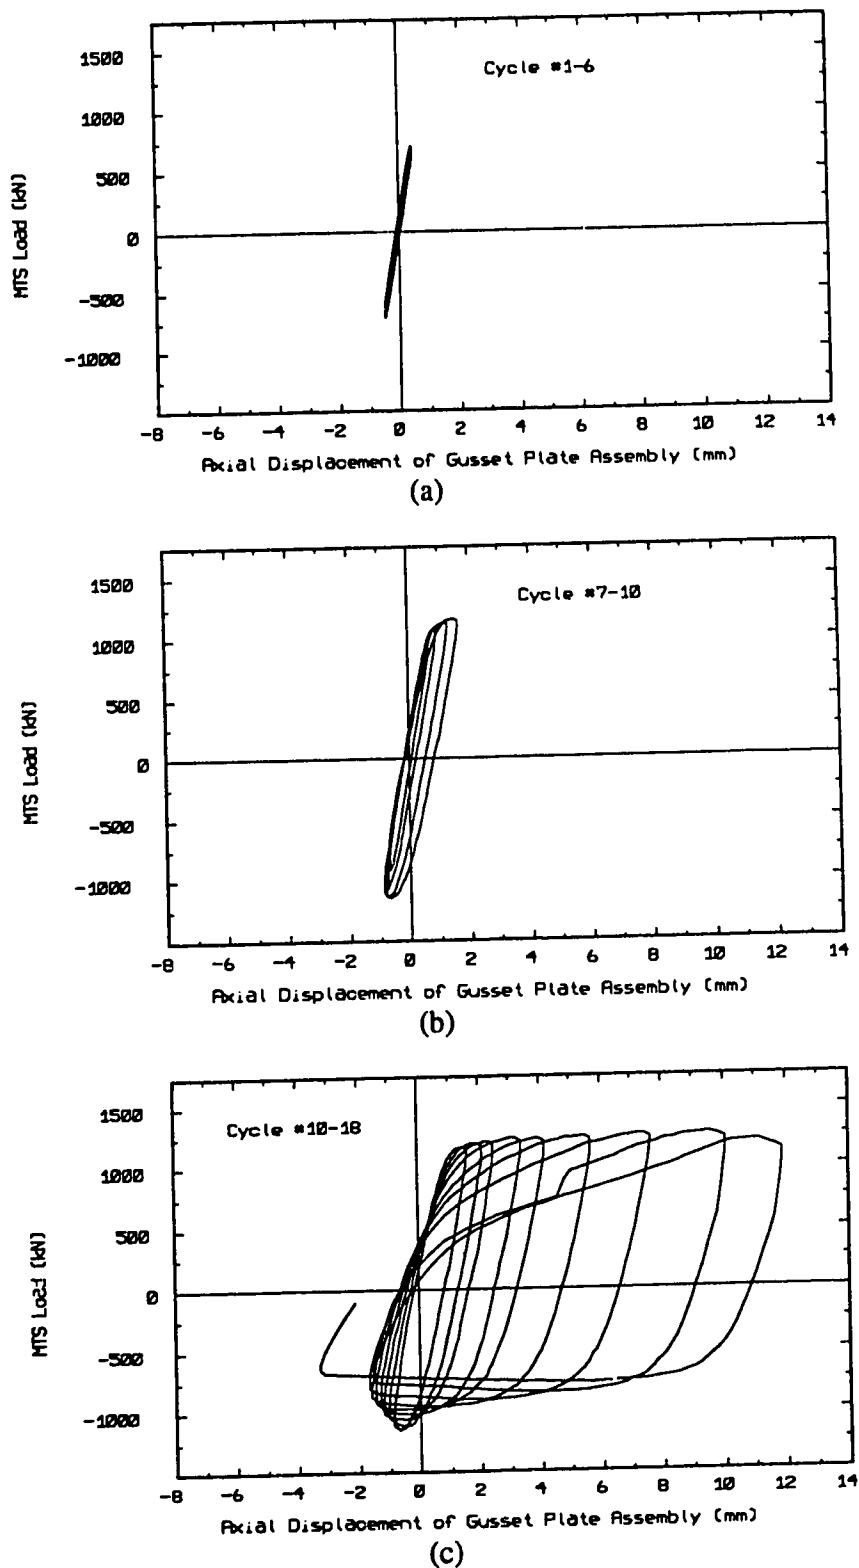 Cycle #1-6
1500
1000
500
0
-500
-1000
MTS Load (kN)
-8 -6 -4 -2 0 2 4 6 8 10 12 14
Axial Displacement of Gusset Plate Assembly (mm)
(a)
Cycle #7-10
1500
1000
500
0
-500
-1000
MTS Load (kN)
-8 -6 -4 -2 0 2 4 6 8 10 12 14
Axial Displacement of Gusset Plate Assembly (mm)
(b)
Cycle #10-18
1500
1000
500
0
-500
-1000
MTS Load (kN)
-8 -6 -4 -2 0 2 4 6 8 10 12 14
Axial Displacement of Gusset Plate Assembly (mm)
(c)